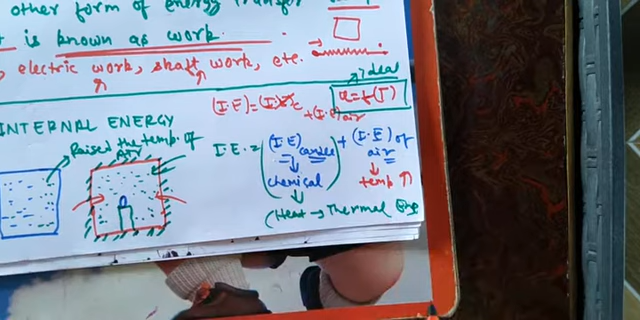 other form of energy transfer
is known as work.
electric work, shaft work, etc.
Ideal
u=f(T)
(I.E)=(I.E)c +(I.E)air
INTERNAL ENERGY
Raised the temp. of
I.E.=((I.E)candle)+(I.E) of air
chemical
temp ↑
(Heat → Thermal